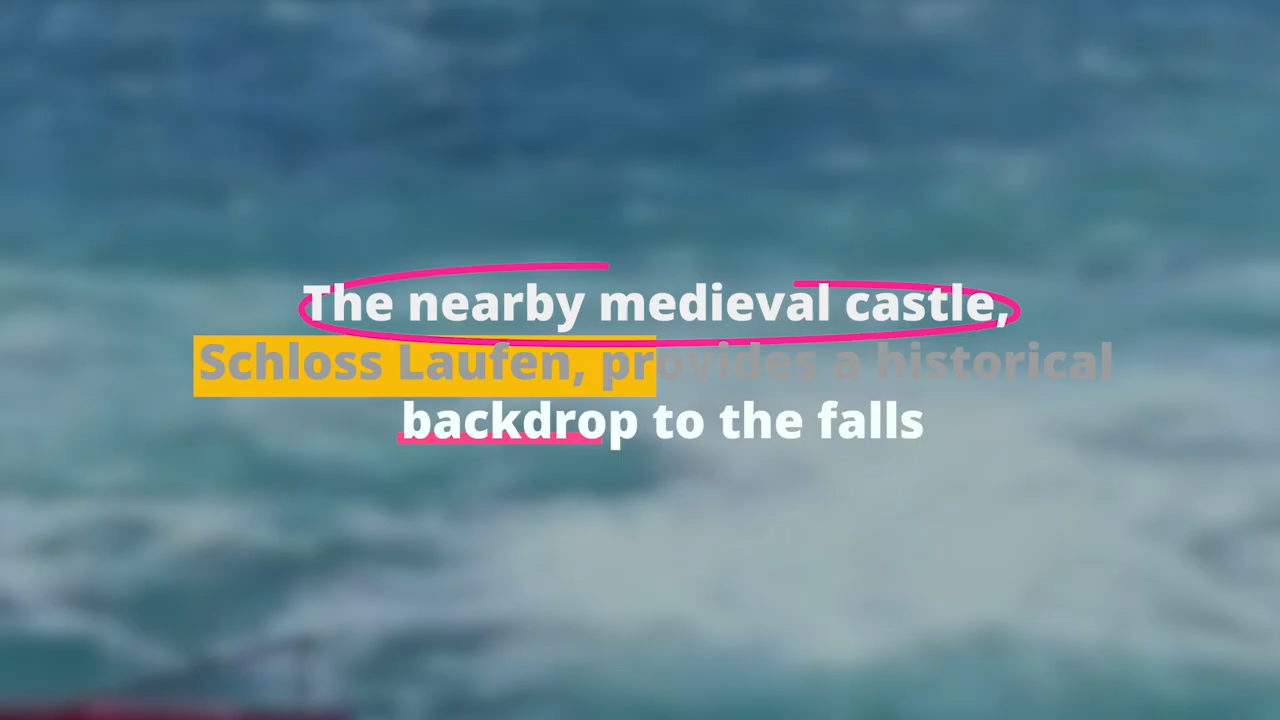 The nearby medieval castle,
Schloss Laufen, provides a historical
backdrop to the falls